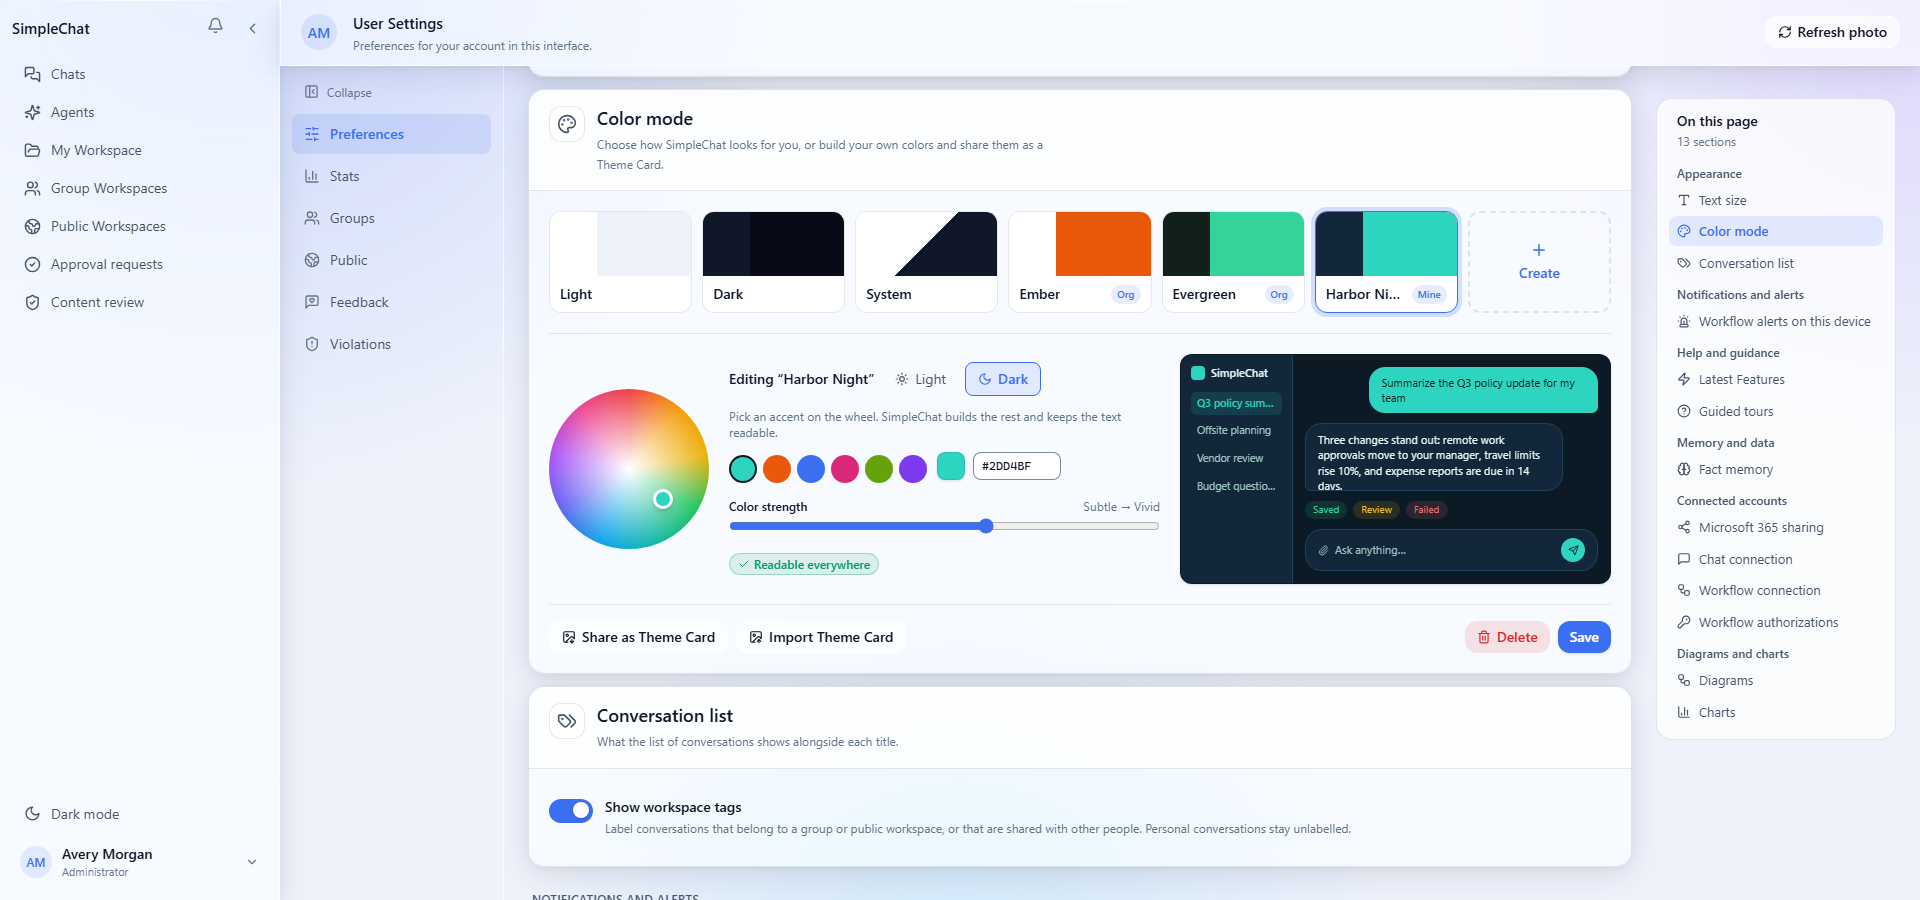 SimpleChat
Chats
Agents
My Workspace
Group Workspaces
Public Workspaces
Approval requests
Content review
Dark mode
AM
Avery Morgan
Administrator
AM
User Settings
Preferences for your account in this interface.
Refresh photo
Collapse
Preferences
Stats
Groups
Public
Feedback
Violations
Color mode
Choose how SimpleChat looks for you, or build your own colors and share them as a
Theme Card.
Light
Dark
System
Ember
Org
Evergreen
Org
Harbor Ni...
Mine
Create
Editing “Harbor Night”
Light
Dark
Pick an accent on the wheel. SimpleChat builds the rest and keeps the text
readable.
#2DD4BF
Color strength
Subtle → Vivid
Readable everywhere
SimpleChat
Q3 policy sum...
Offsite planning
Vendor review
Budget questio...
Summarize the Q3 policy update for my
team
Three changes stand out: remote work
approvals move to your manager, travel limits
rise 10%, and expense reports are due in 14
days.
Saved
Review
Failed
Ask anything...
Share as Theme Card
Import Theme Card
Delete
Save
Conversation list
What the list of conversations shows alongside each title.
Show workspace tags
Label conversations that belong to a group or public workspace, or that are shared with other people. Personal conversations stay unlabelled.
NOTIFICATIONS AND ALERTS
On this page
13 sections
Appearance
Text size
Color mode
Conversation list
Notifications and alerts
Workflow alerts on this device
Help and guidance
Latest Features
Guided tours
Memory and data
Fact memory
Connected accounts
Microsoft 365 sharing
Chat connection
Workflow connection
Workflow authorizations
Diagrams and charts
Diagrams
Charts